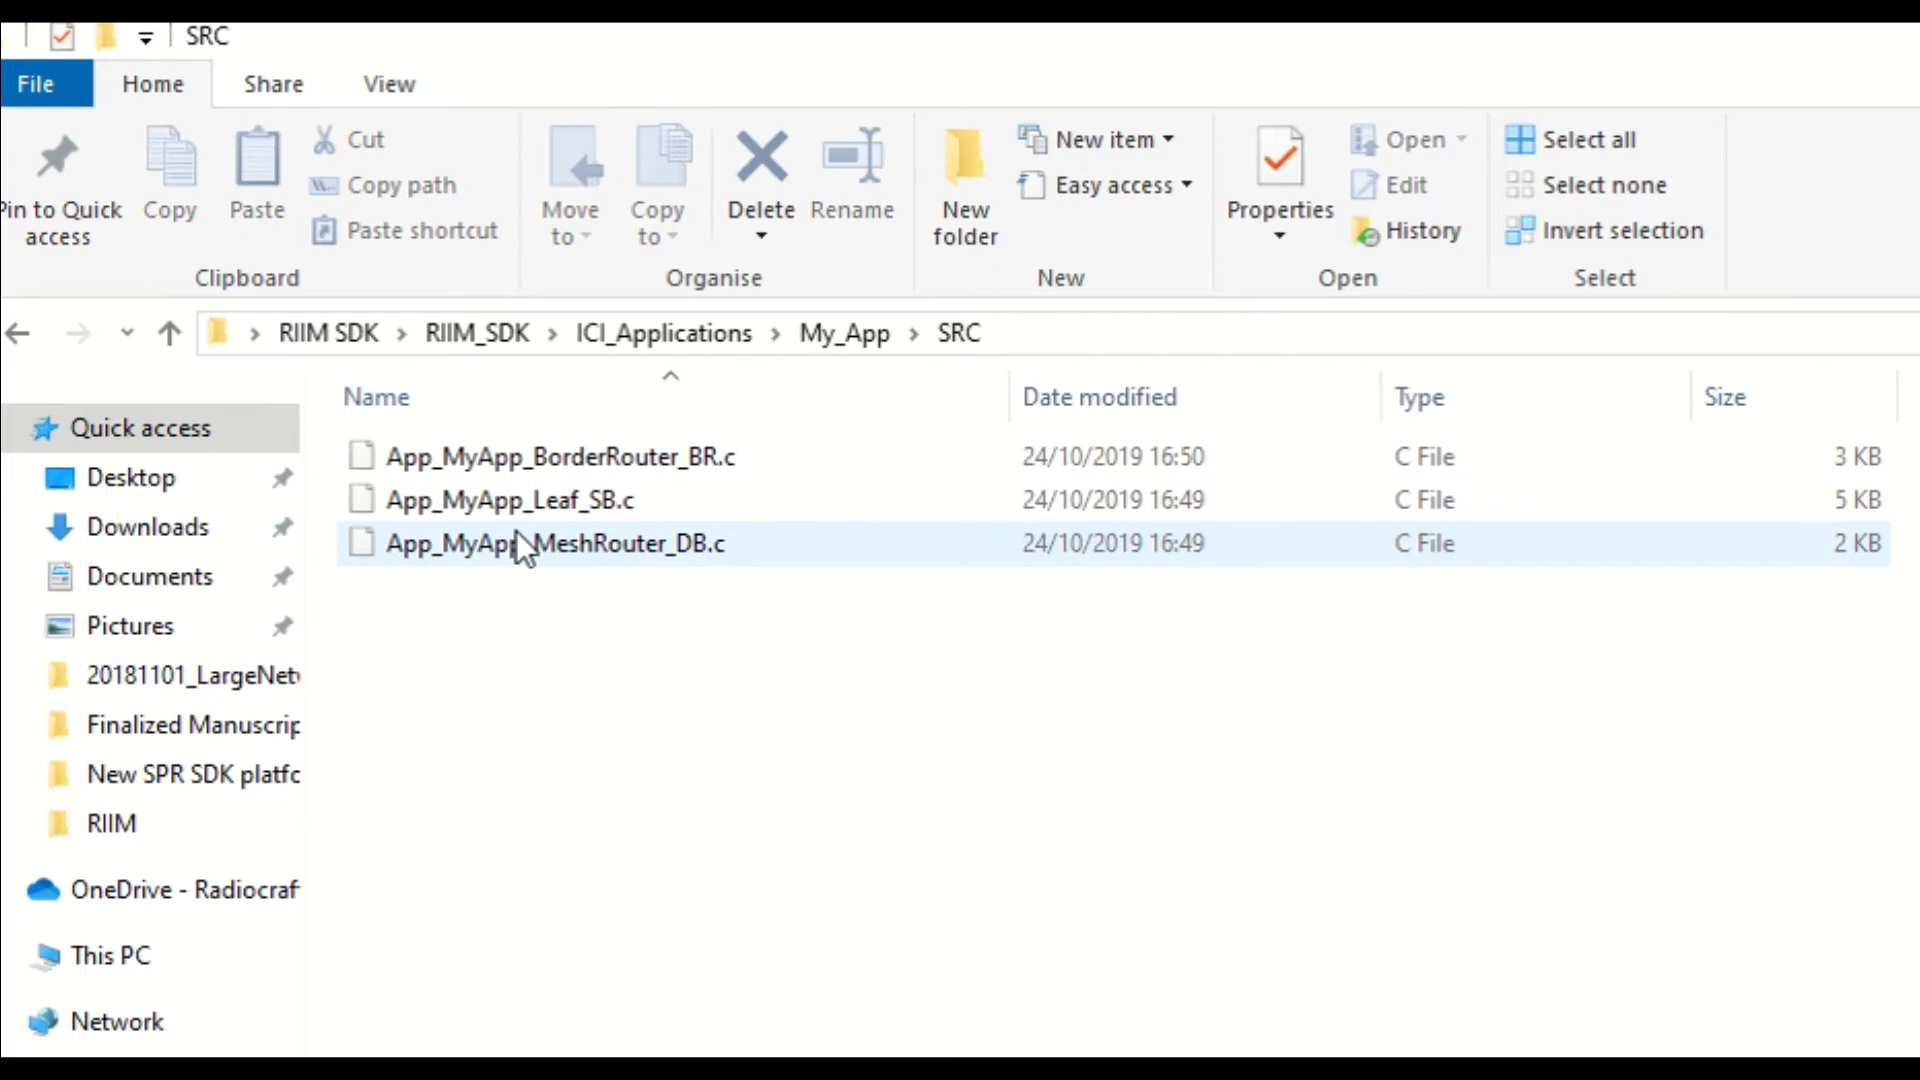 SRC
File Home Share View
Pin to Quick access
Copy
Paste
Cut
Copy path
Paste shortcut
Clipboard
Move to
Copy to
Delete
Rename
Organise
New folder
New item
Easy access
New
Properties
Open
Edit
History
Open
Select all
Select none
Invert selection
Select
RIIM SDK > RIIM_SDK > ICI_Applications > My_App > SRC
Name Date modified Type Size
App_MyApp_BorderRouter_BR.c 24/10/2019 16:50 C File 3 KB
App_MyApp_Leaf_SB.c 24/10/2019 16:49 C File 5 KB
App_MyApp_MeshRouter_DB.c 24/10/2019 16:49 C File 2 KB
Quick access
Desktop
Downloads
Documents
Pictures
20181101_LargeNetw
Finalized Manuscrip
New SPR SDK platfo
RIIM
OneDrive - Radiocraf
This PC
Network